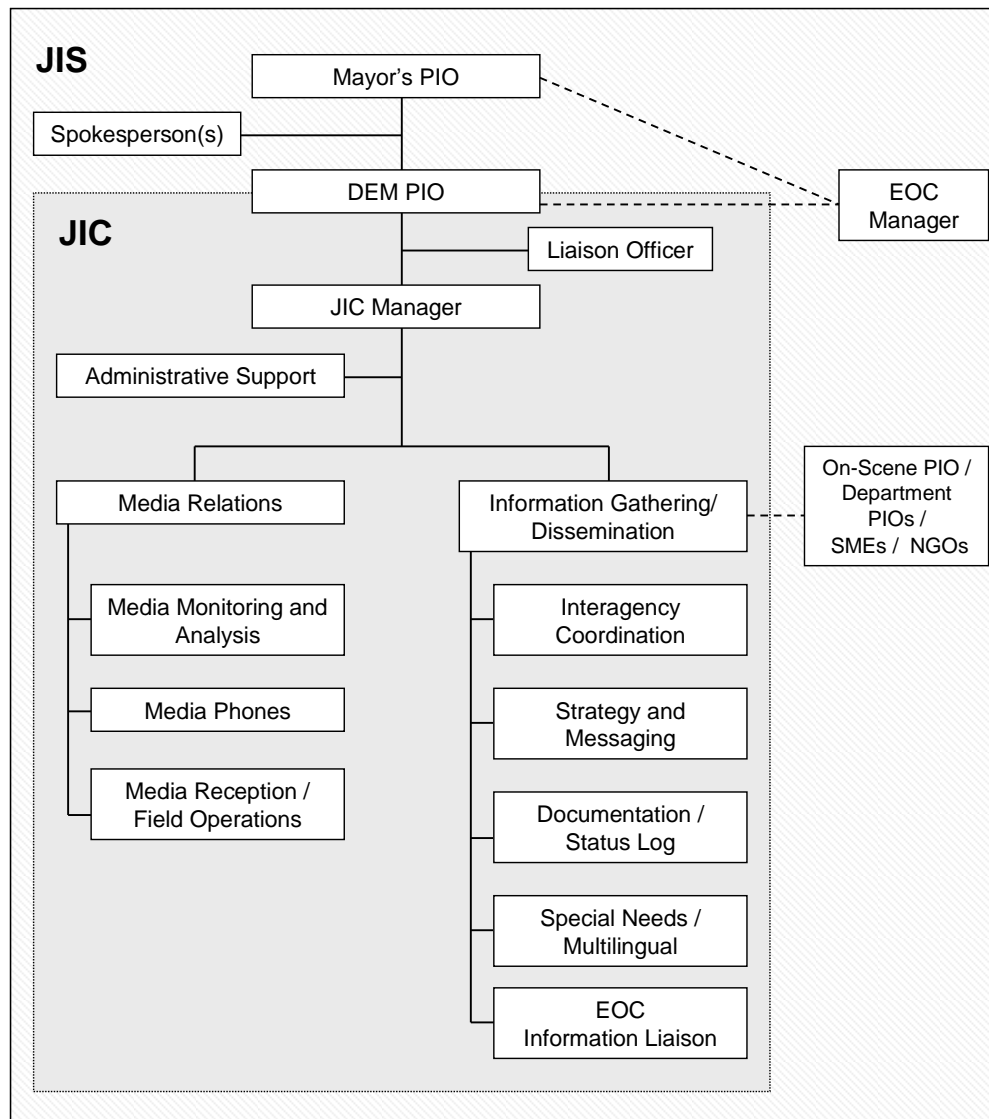 JIS
Mayor's PIO
Spokesperson(s)
DEM PIO
EOC
Manager
JIC
Liaison Officer
JIC Manager
Administrative Support
Media Relations
Information Gathering/
Dissemination
On-Scene PIO /
Department
PIOs /
SMEs /  NGOs
Media Monitoring and
Analysis
Interagency
Coordination
Media Phones
Strategy and
Messaging
Media Reception /
Field Operations
Documentation /
Status Log
Special Needs /
Multilingual
EOC
Information Liaison